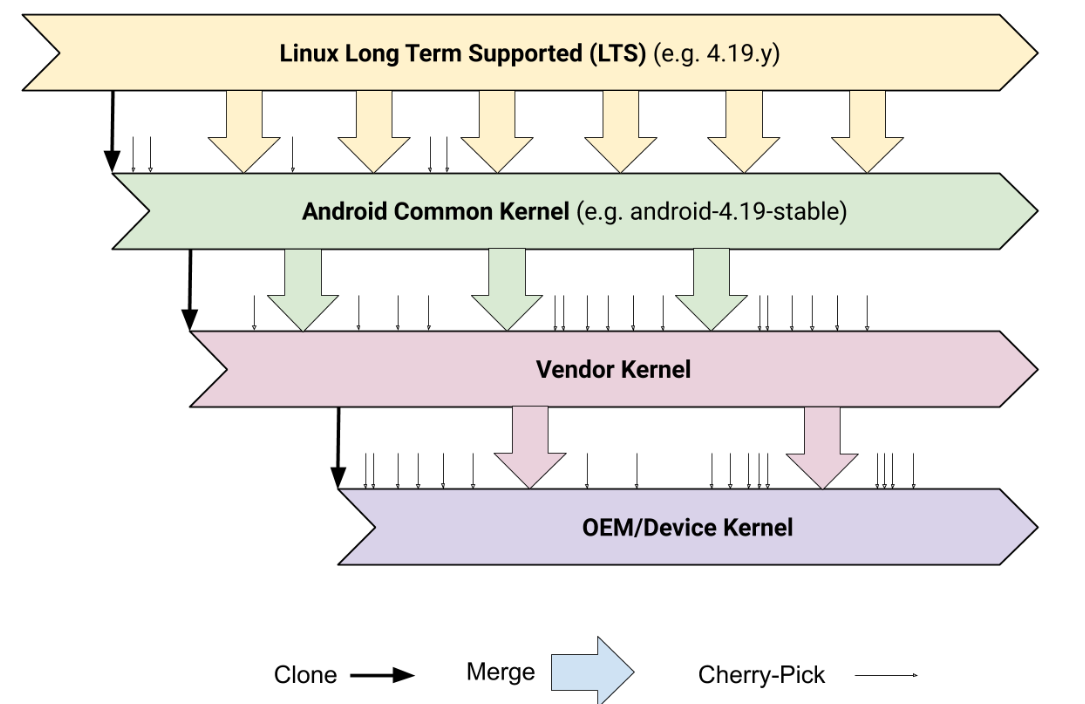 Linux Long Term Supported (LTS) (e.g. 4.19.y)
Android Common Kernel (e.g. android-4.19-stable)
Vendor Kernel
OEM/Device Kernel
Clone
Merge
Cherry-Pick